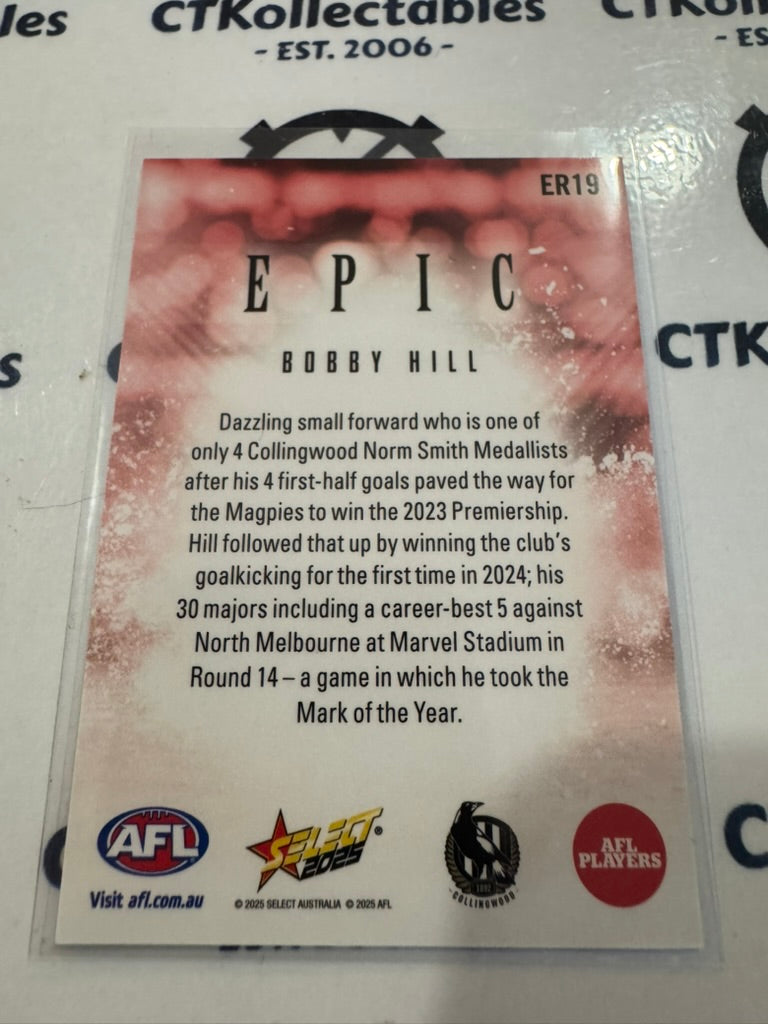 les
CTKollectables
- EST. 2006 -
ER19
EPIC
BOBBY HILL
CTK
Dazzling small forward who is one of
only 4 Collingwood Norm Smith Medallists
after his 4 first-half goals paved the way for
the Magpies to win the 2023 Premiership.
Hill followed that up by winning the club's
goalkicking for the first time in 2024; his
30 majors including a career-best 5 against
North Melbourne at Marvel Stadium in
Round 14 – a game in which he took the
Mark of the Year.
AFL
Visit afl.com.au
SELECT®
2025
© 2025 SELECT AUSTRALIA © 2025 AFL
1892
COLLINGWOOD
AFL
PLAYERS